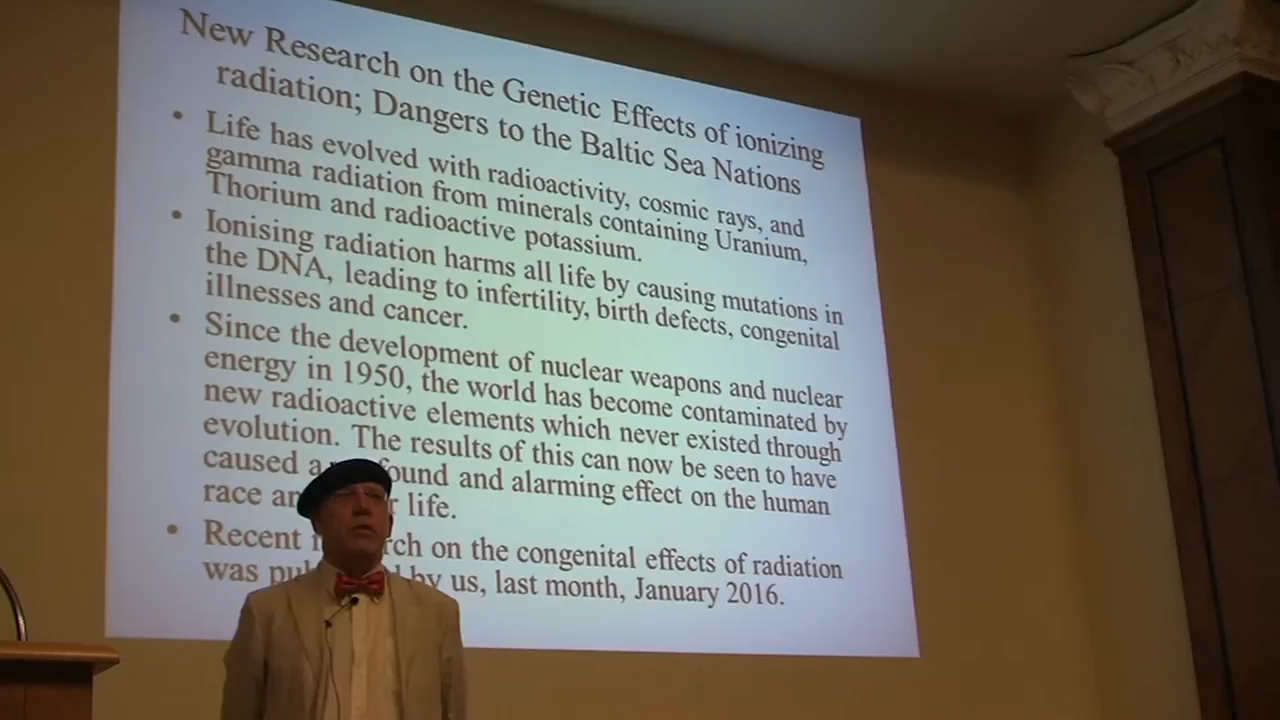 New Research on the Genetic Effects of ionizing
radiation; Dangers to the Baltic Sea Nations
• Life has evolved with radioactivity, cosmic rays, and
gamma radiation from minerals containing Uranium,
Thorium and radioactive potassium.
• Ionising radiation harms all life by causing mutations in
the DNA, leading to infertility, birth defects, congenital
illnesses and cancer.
• Since the development of nuclear weapons and nuclear
energy in 1950, the world has become contaminated by
new radioactive elements which never existed through
evolution. The results of this can now be seen to have
caused a and alarming effect on the human
race life.
• Recent on the congenital effects of radiation
was by us, last month, January 2016.